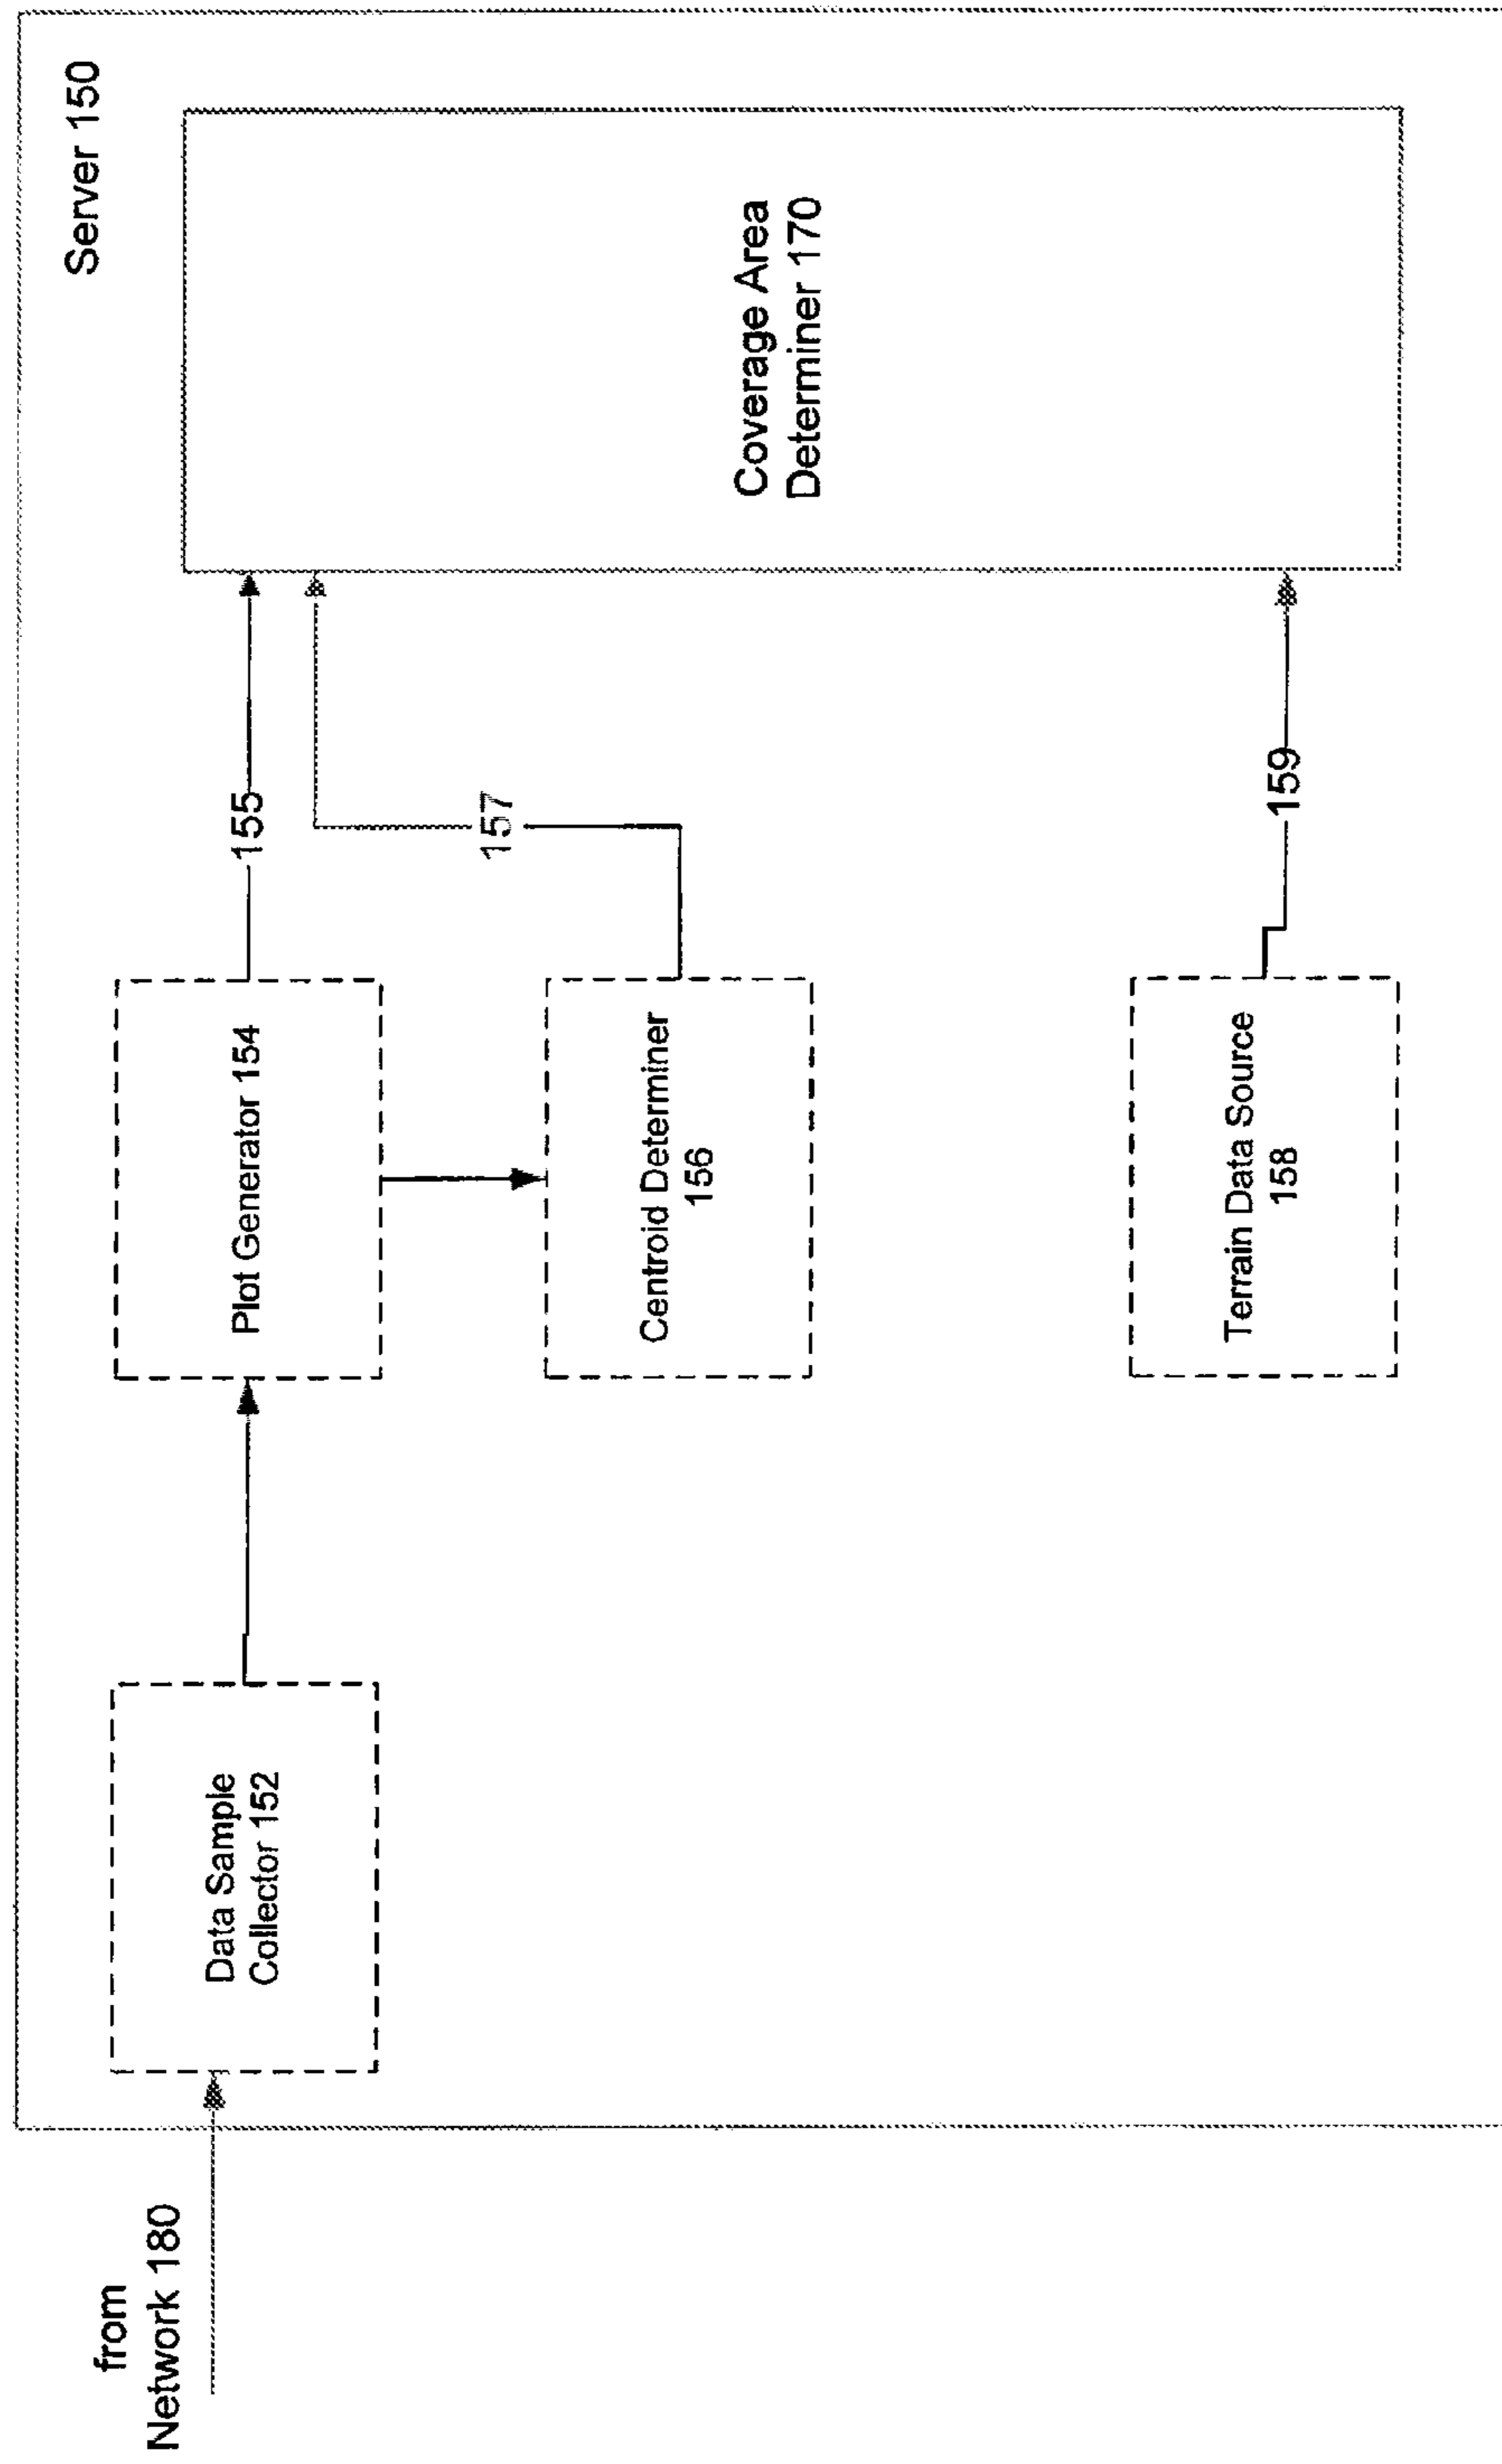 Server 150
from
Network 180
Data Sample
Collector 152
Plot Generator 154
155
Coverage Area
Determiner 170
157
Centroid Determiner
156
Terrain Data Source
158
159